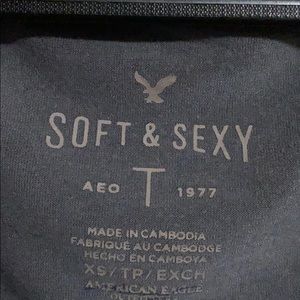 SOFT & SEXY
AEO T 1977
MADE IN CAMBODIA
FABRIQUÉ AU CAMBODGE
HECHO EN CAMBOYA
XS/TP/EXCH
AMERICAN EAGLE